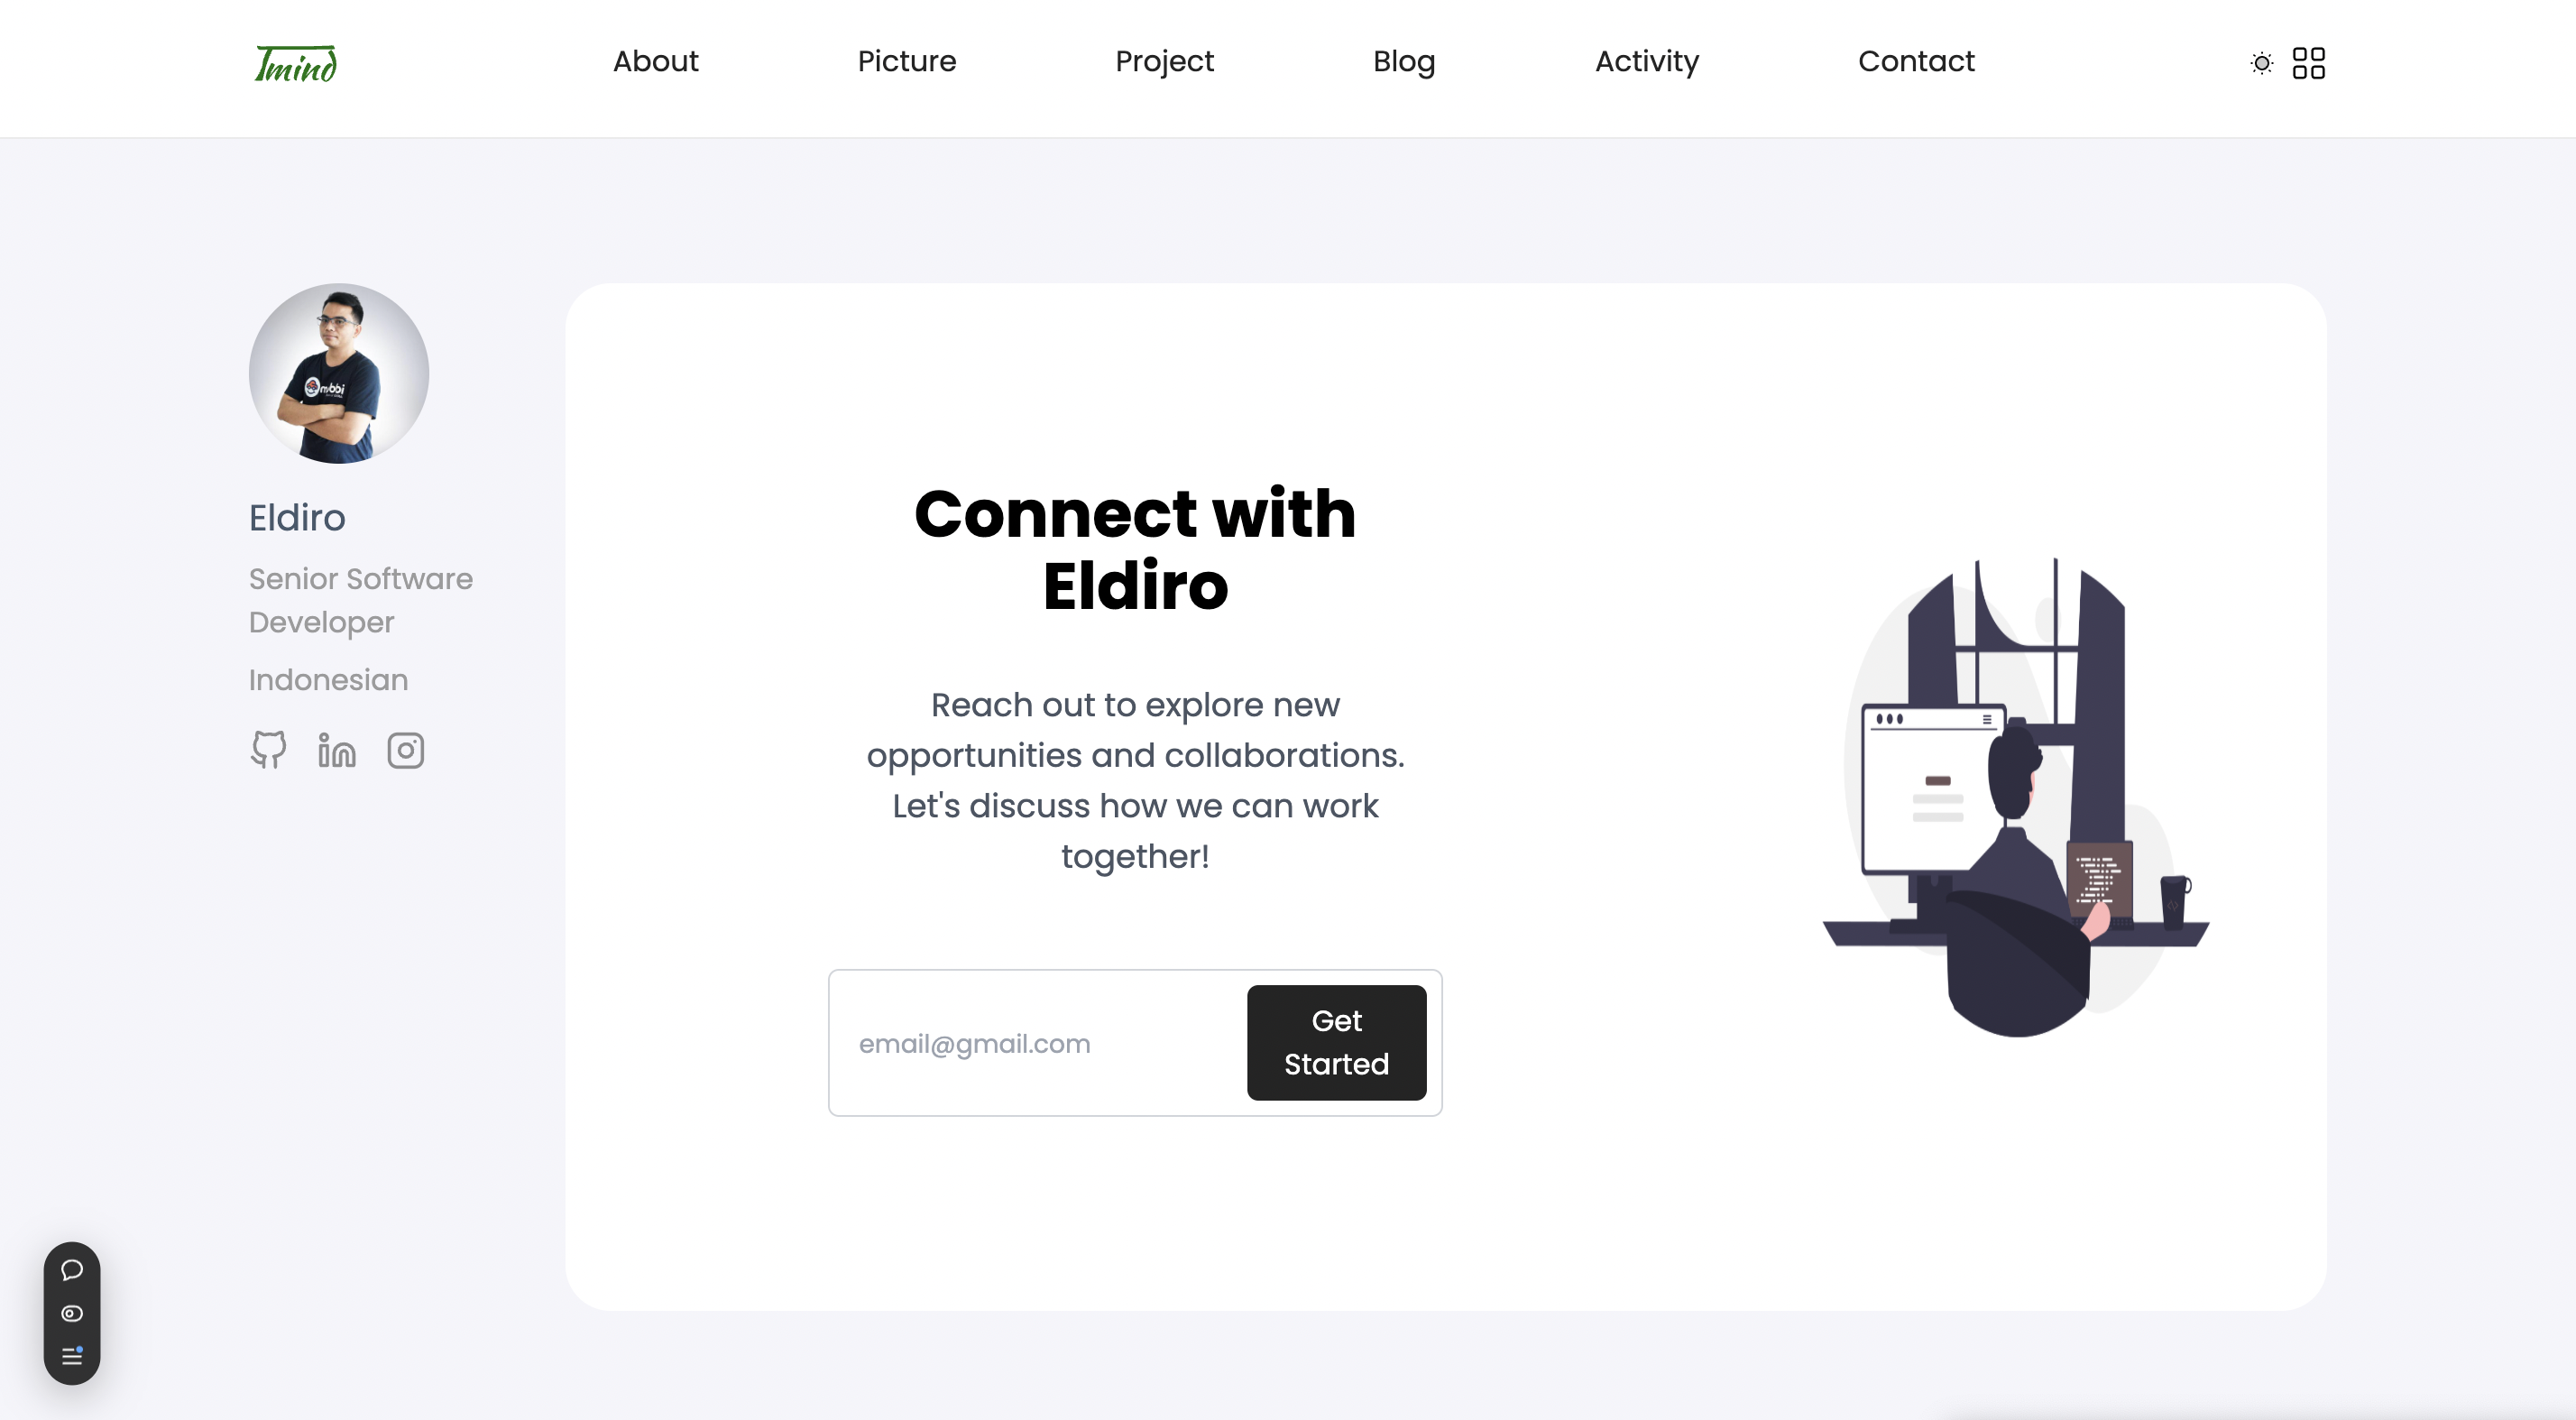 Tmind
About
Picture
Project
Blog
Activity
Contact
Eldiro
Senior Software
Developer
Indonesian
Connect with
Eldiro
Reach out to explore new
opportunities and collaborations.
Let's discuss how we can work
together!
email@gmail.com
Get
Started